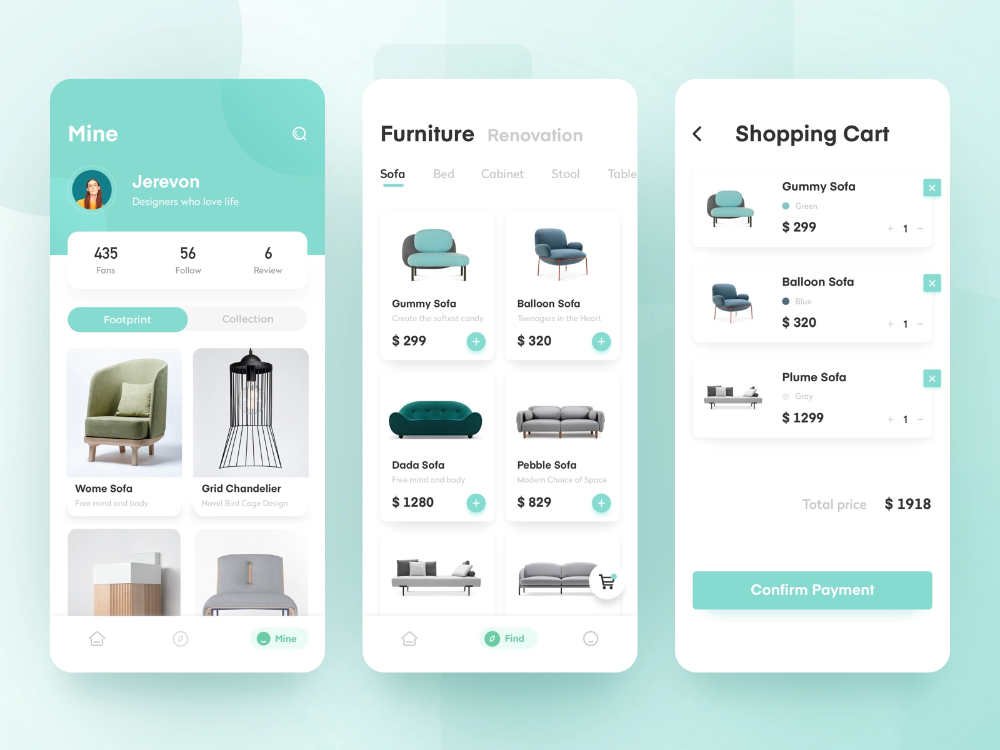 Mine
Jerevon
Designers who love life
435 56 6
Fans Follow Review
Footprint Collection
Wome Sofa
Free mind and body
Grid Chandelier
Novel Bird Cage Design
Mine
Furniture Renovation
Sofa Bed Cabinet Stool Table
Gummy Sofa
Create the softest candy
$ 299 +
Balloon Sofa
Teenagers in the Heart
$ 320 +
Dada Sofa
Free mind and body
$ 1280 +
Pebble Sofa
Modern Choice of Space
$ 829 +
Find
Shopping Cart
Gummy Sofa
Green
$ 299 + 1 −
Balloon Sofa
Blue
$ 320 + 1 −
Plume Sofa
Gray
$ 1299 + 1 −
Total price $ 1918
Confirm Payment